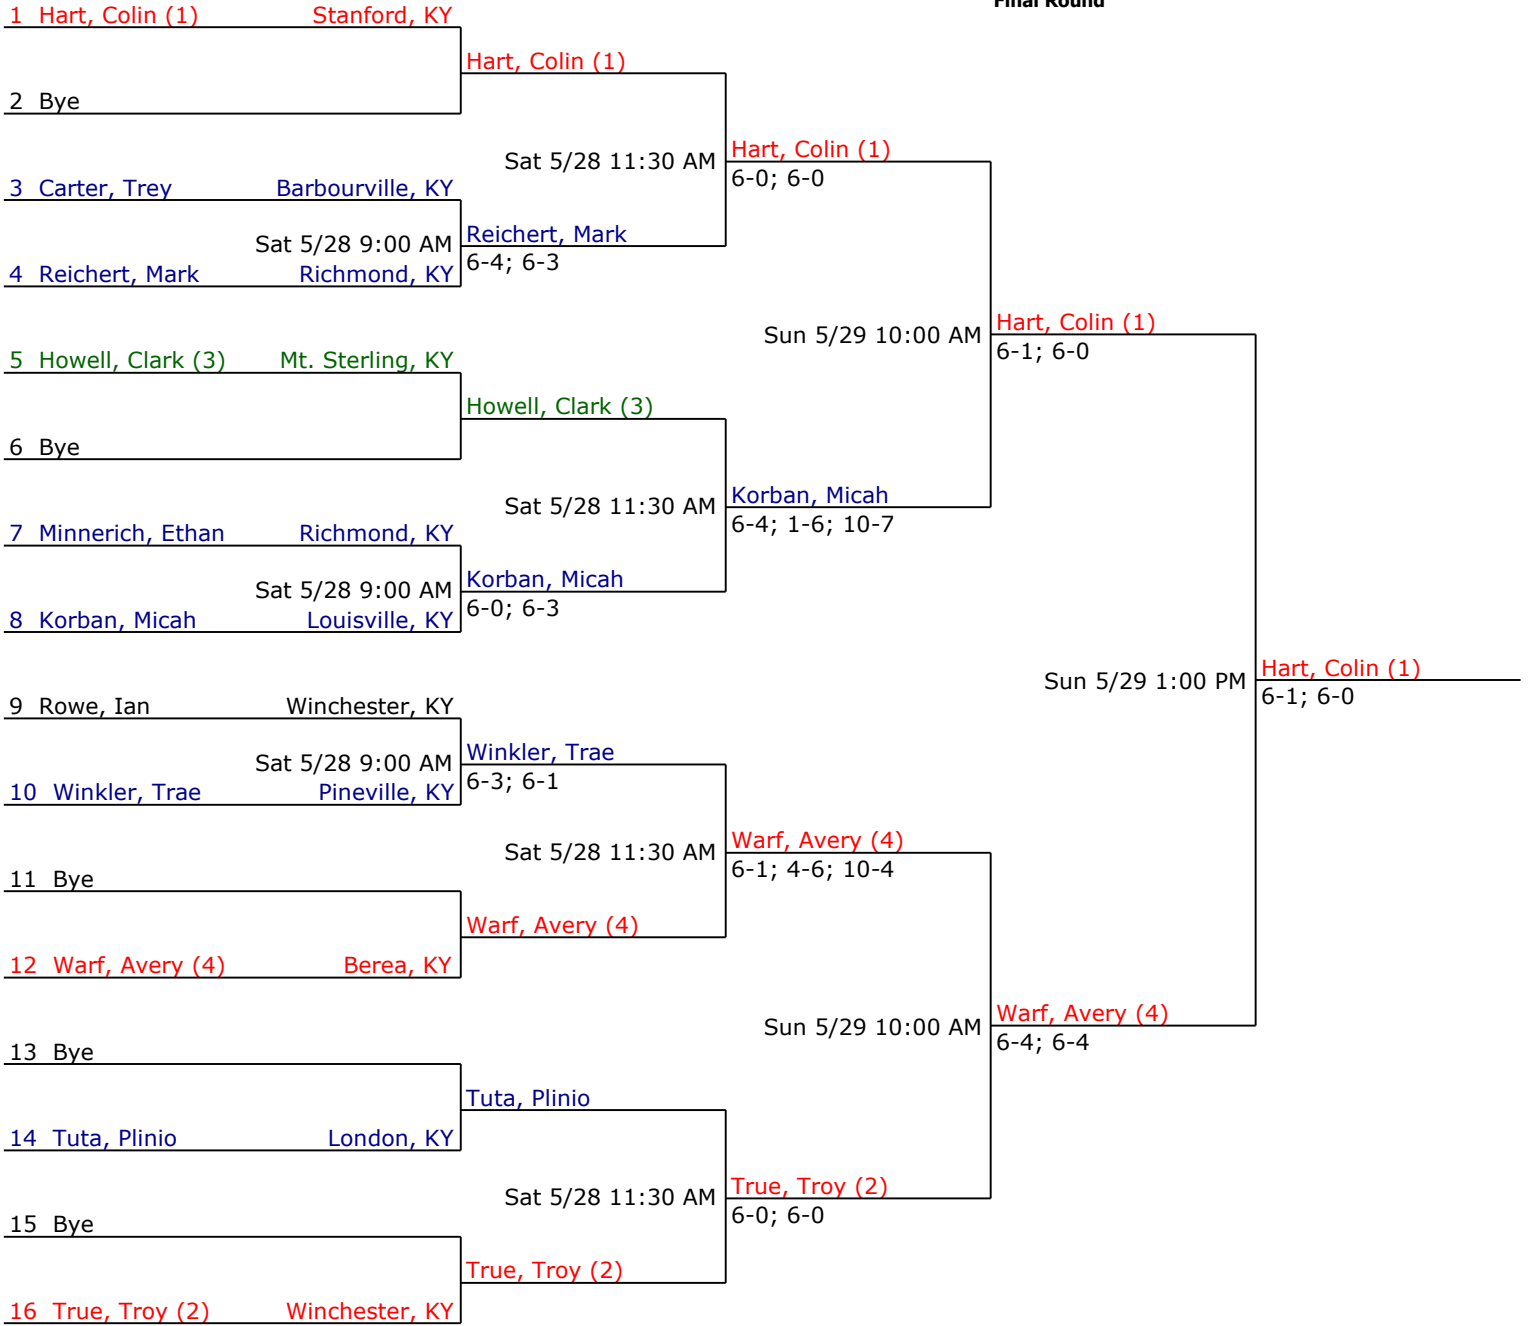 Final Round
1 Hart, Colin (1) Stanford, KY
Hart, Colin (1)
2 Bye
Sat 5/28 11:30 AM Hart, Colin (1)
6-0; 6-0
3 Carter, Trey Barbourville, KY
Sat 5/28 9:00 AM Reichert, Mark
6-4; 6-3
4 Reichert, Mark Richmond, KY
Sun 5/29 10:00 AM Hart, Colin (1)
6-1; 6-0
5 Howell, Clark (3) Mt. Sterling, KY
Howell, Clark (3)
6 Bye
Sat 5/28 11:30 AM Korban, Micah
6-4; 1-6; 10-7
7 Minnerich, Ethan Richmond, KY
Sat 5/28 9:00 AM Korban, Micah
6-0; 6-3
8 Korban, Micah Louisville, KY
Sun 5/29 1:00 PM Hart, Colin (1)
6-1; 6-0
9 Rowe, Ian Winchester, KY
Sat 5/28 9:00 AM Winkler, Trae
6-3; 6-1
10 Winkler, Trae Pineville, KY
Sat 5/28 11:30 AM Warf, Avery (4)
6-1; 4-6; 10-4
11 Bye
Warf, Avery (4)
12 Warf, Avery (4) Berea, KY
Sun 5/29 10:00 AM Warf, Avery (4)
6-4; 6-4
13 Bye
Tuta, Plinio
14 Tuta, Plinio London, KY
Sat 5/28 11:30 AM True, Troy (2)
6-0; 6-0
15 Bye
True, Troy (2)
16 True, Troy (2) Winchester, KY